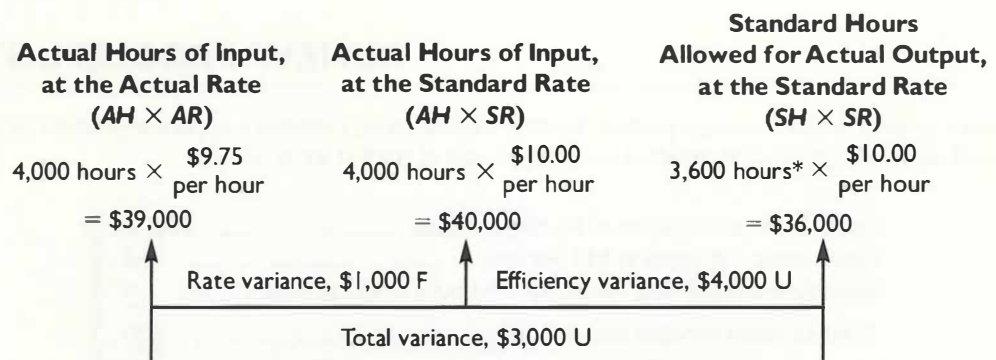 Actual Hours of Input,
at the Actual Rate
(AH × AR)
4,000 hours × $9.75 per hour
= $39,000
Actual Hours of Input,
at the Standard Rate
(AH × SR)
4,000 hours × $10.00 per hour
= $40,000
Standard Hours
Allowed for Actual Output,
at the Standard Rate
(SH × SR)
3,600 hours* × $10.00 per hour
= $36,000
Rate variance, $1,000 F
Efficiency variance, $4,000 U
Total variance, $3,000 U